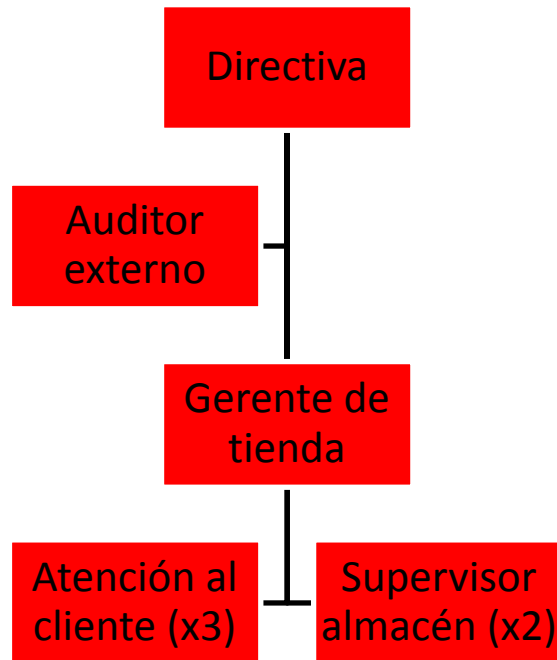 Directiva
Auditor
externo
Gerente de
tienda
Atención al
cliente (x3)
Supervisor
almacén (x2)